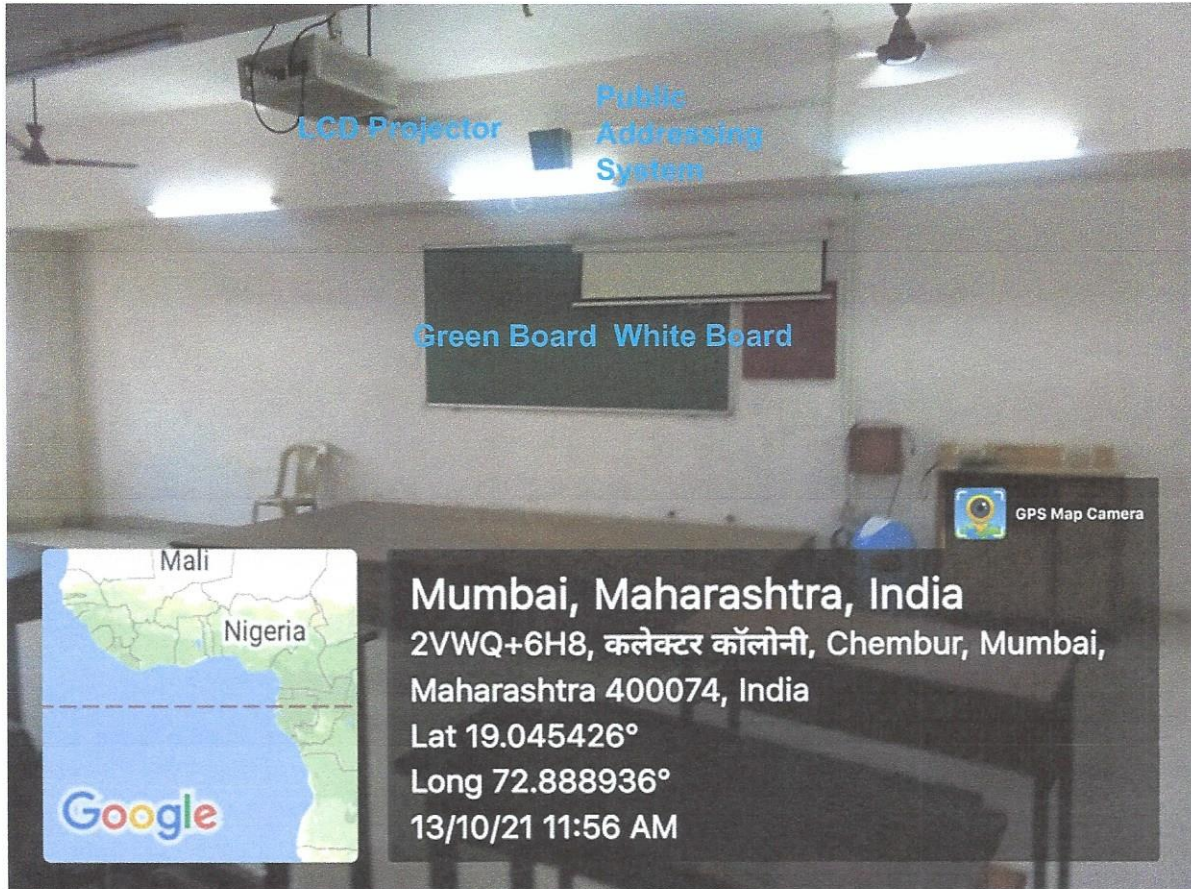 LCD Projector
Public
Addressing
System
Green Board White Board
GPS Map Camera
Mali
Nigeria
Google
Mumbai, Maharashtra, India
2VWQ+6H8, कलेक्टर कॉलोनी, Chembur, Mumbai,
Maharashtra 400074, India
Lat 19.045426°
Long 72.888936°
13/10/21 11:56 AM